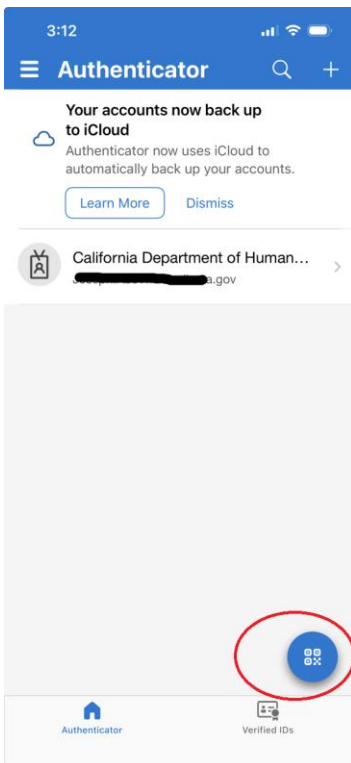 3:12
Authenticator
Your accounts now back up
to iCloud
Authenticator now uses iCloud to
automatically back up your accounts.
Learn More Dismiss
California Department of Human...
a.gov
Authenticator Verified IDs